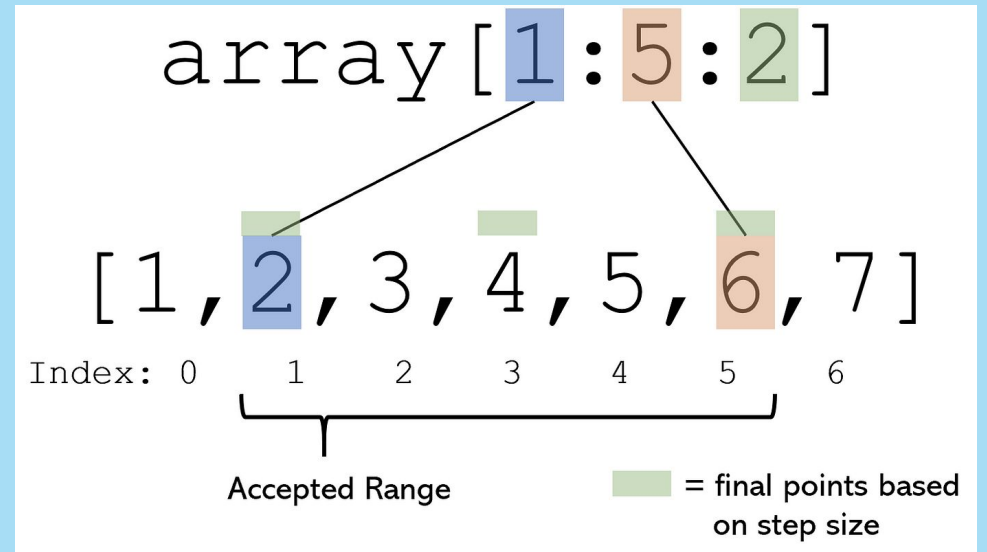 array[1:5:2]
[1,2,3,4,5,6,7]
Index: 0 1 2 3 4 5 6
Accepted Range
= final points based
on step size